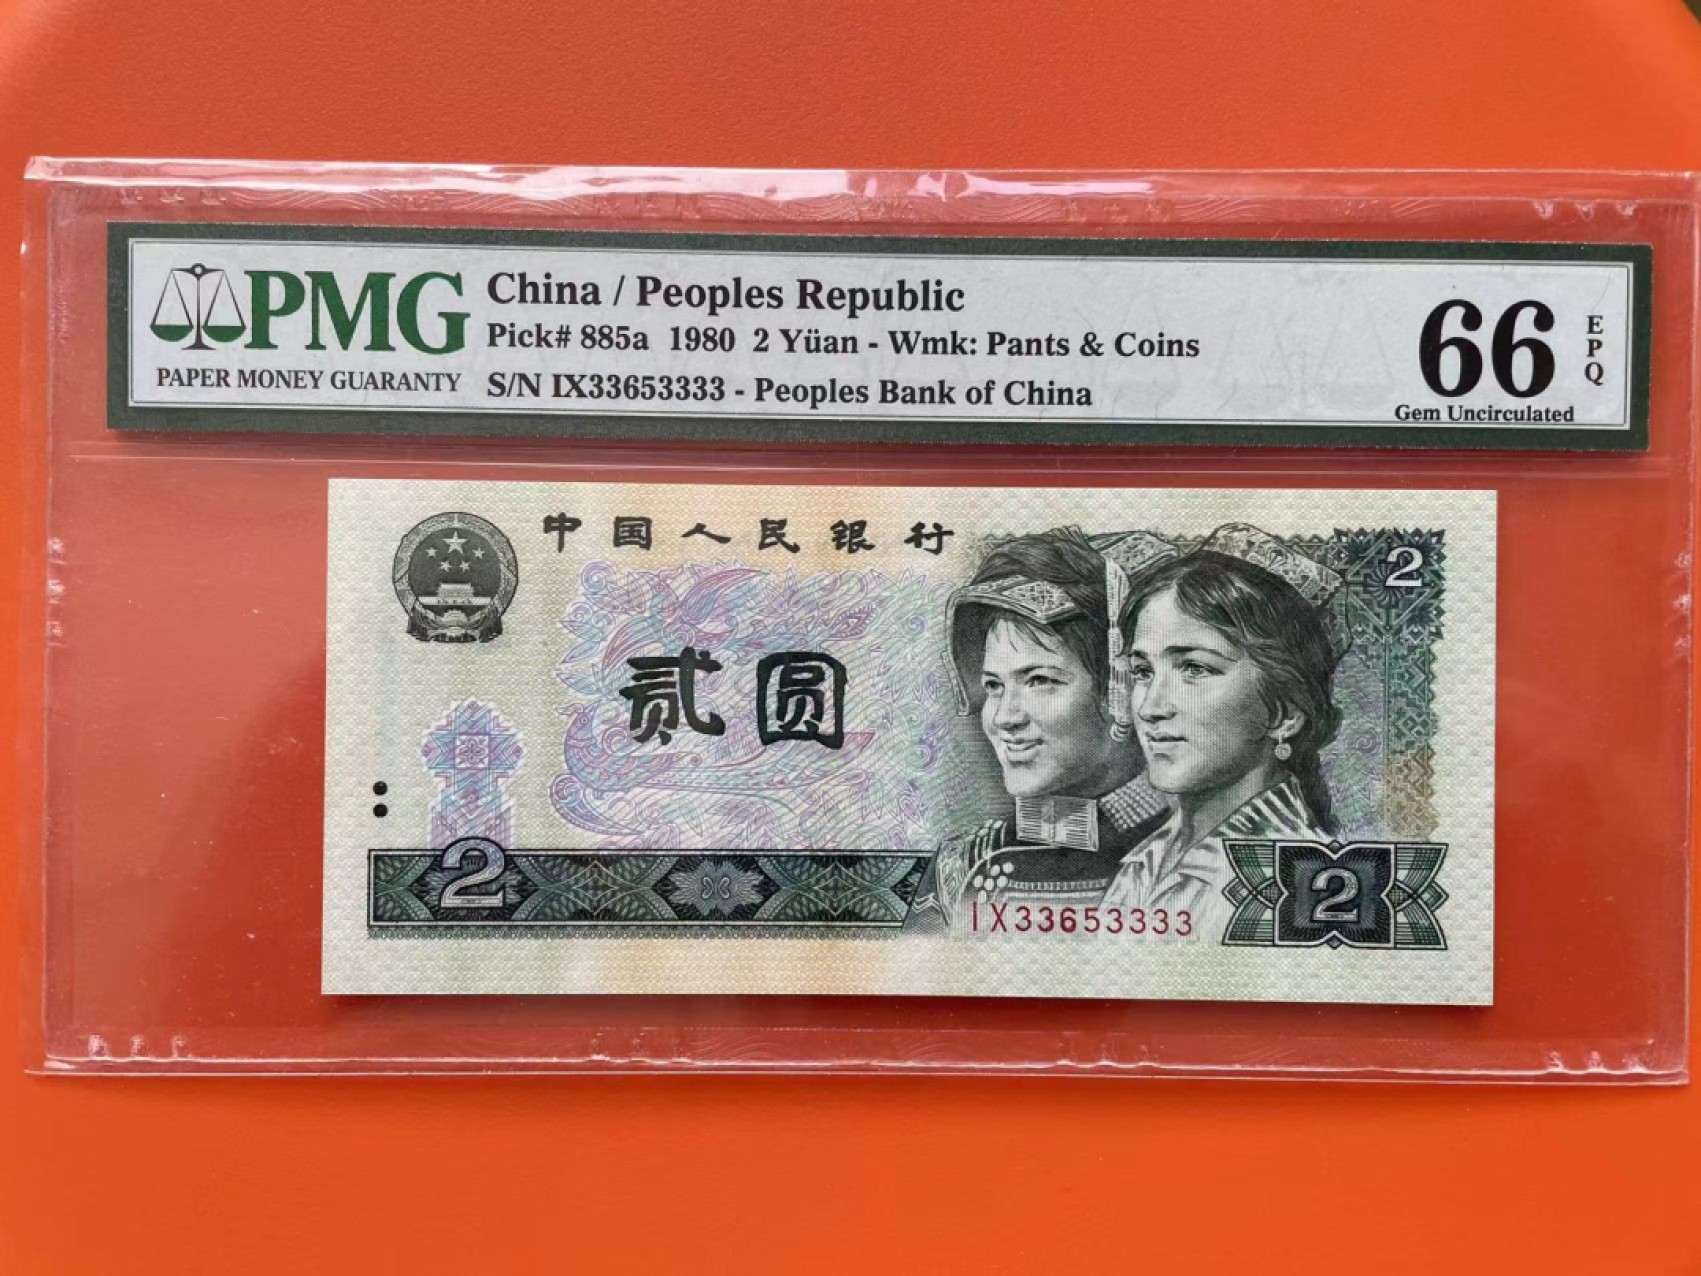 PMG
PAPER MONEY GUARANTY
China / Peoples Republic
Pick# 885a 1980 2 Yüan - Wmk: Pants & Coins
S/N IX33653333 - Peoples Bank of China
66
EPQ
Gem Uncirculated
中国人民银行
2
贰圆
2
IX33653333
2